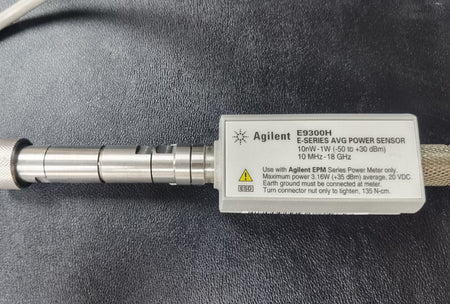 Agilent E9300H
E-SERIES AVG POWER SENSOR
10nW-1W (-50 to +30 dBm)
10 MHz-18 GHz
Use with Agilent EPM Series Power Meter only.
Maximum power 3.16W (+35 dBm) average, 20 VDC.
Earth ground must be connected at meter.
Turn connector nut only to tighten, 135 N-cm.
ESD